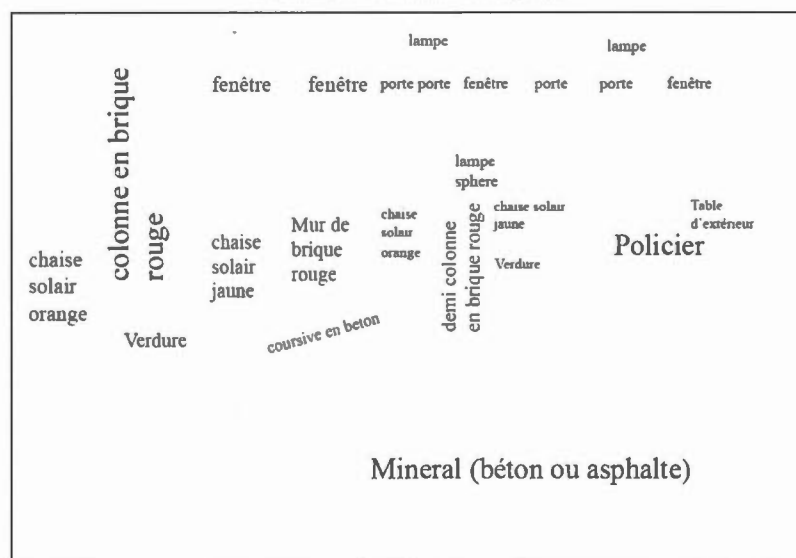 lampe
lampe
fenêtre fenêtre porte porte fenêtre porte porte fenêtre
colonne en brique
rouge
lampe
sphere
chaise
solair
orange
Verdure
chaise
solair
jaune
Mur de
brique
rouge
coursive en beton
chaise
solair
orange
demi colonne
en brique rouge
chaise solair
jaune
Verdure
Policier
Table
d'extéreur
Mineral (béton ou asphalte)